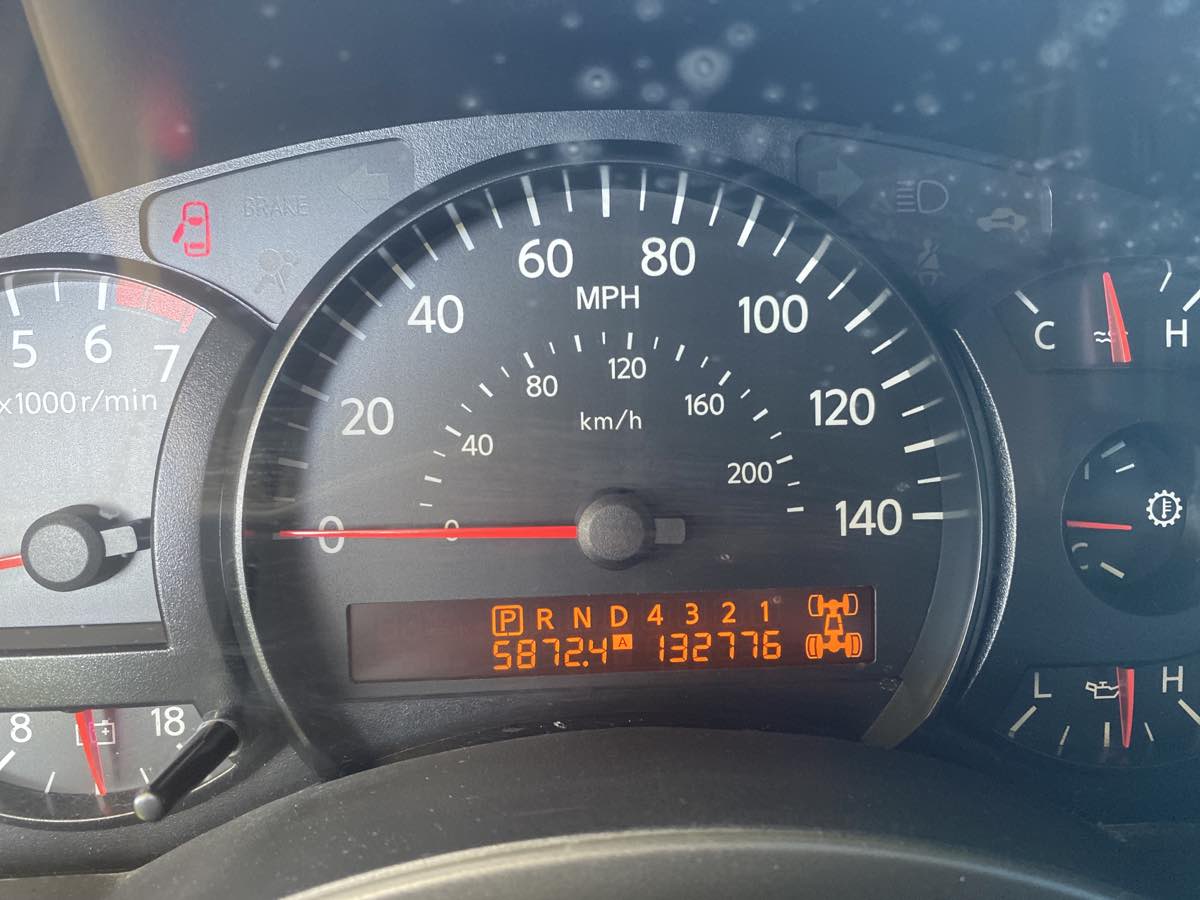 BRAKE
60 80
MPH
40 100
5 6 7
x1000r/min
C H
80 120 160
20 120
km/h
40 200
0 0 140
P R N D 4 3 2 1
5872.4 A 132776
L H
8 18